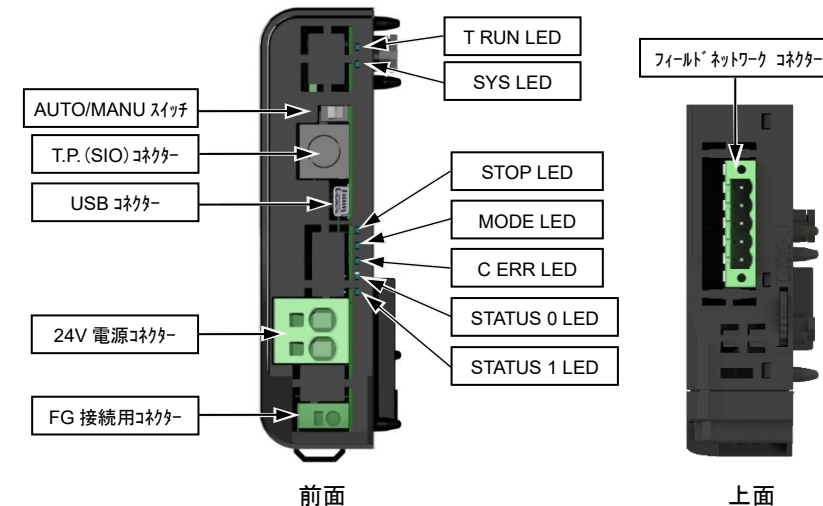 T RUN LED
SYS LED
AUTO/MANU ｽｲｯﾁ
T.P. (SIO) ｺﾈｸﾀｰ
USB ｺﾈｸﾀｰ
STOP LED
MODE LED
C ERR LED
STATUS 0 LED
STATUS 1 LED
24V 電源ｺﾈｸﾀｰ
FG 接続用ｺﾈｸﾀｰ
前面
ﾌｨｰﾙﾄﾞﾈｯﾄﾜｰｸ ｺﾈｸﾀｰ
上面